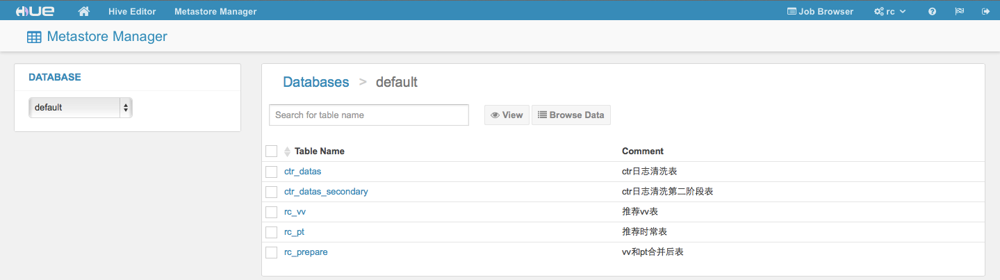 HUE Hive Editor Metastore Manager Job Browser rc
Metastore Manager
DATABASE
default
Databases > default
Search for table name View Browse Data
Table Name Comment
ctr_datas ctr日志清洗表
ctr_datas_secondary ctr日志清洗第二阶段表
rc_vv 推荐vv表
rc_pt 推荐时常表
rc_prepare vv和pt合并后表